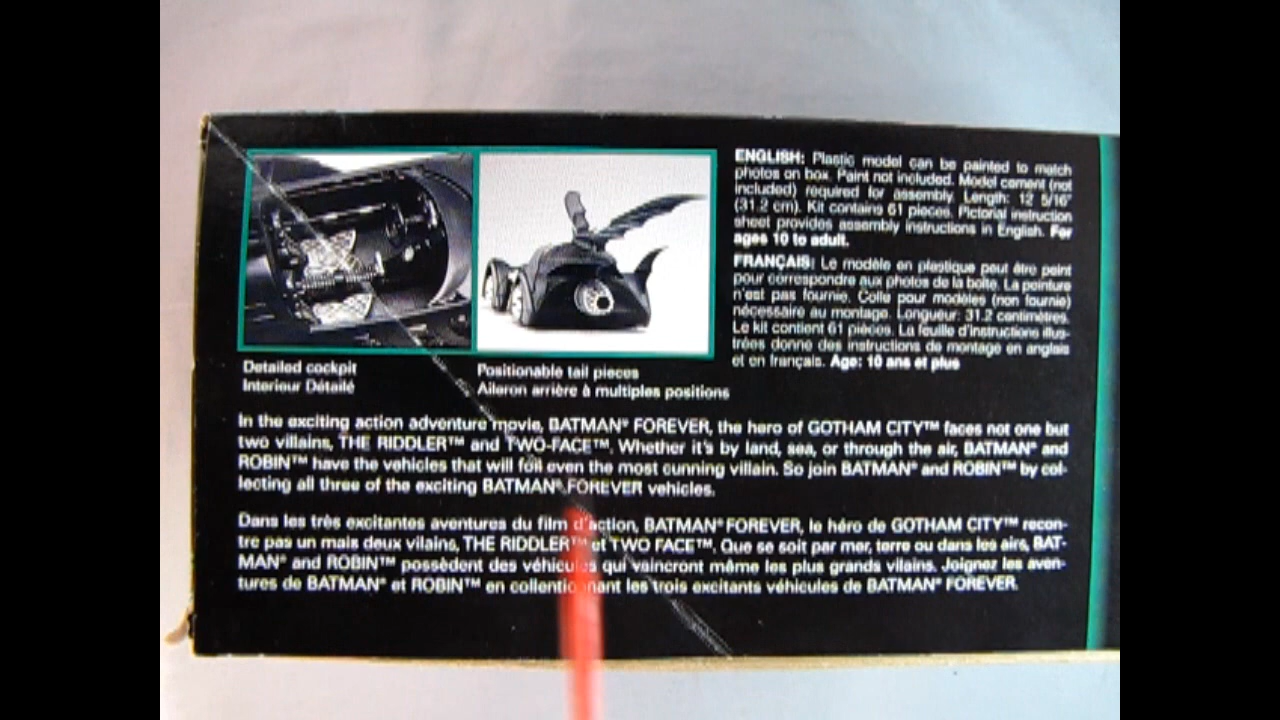 ENGLISH: Plastic model can be painted to match
photos on box. Paint not included. Model cement (not
included) required for assembly. Length: 12 5/16"
(31.2 cm). Kit contains 61 pieces. Pictorial instruction
sheet provides assembly instructions in English. For
ages 10 to adult.
FRANÇAIS: Le modèle en plastique peut être peint
pour correspondre aux photos de la boîte. La peinture
n'est pas fournie. Colle pour modèles (non fournie)
nécessaire au montage. Longueur: 31.2 centimètres.
Le kit contient 61 pièces. La feuille d'instructions illus-
trées donne des instructions de montage en anglais
et en français. Age: 10 ans et plus
Detailed cockpit
Interieur Détailé
Positionable tail pieces
Aileron arrière à multiples positions
In the exciting action adventure movie, BATMAN® FOREVER, the hero of GOTHAM CITY™ faces not one but
two villains, THE RIDDLER™ and TWO-FACE™. Whether it's by land, sea, or through the air, BATMAN® and
ROBIN™ have the vehicles that will foil even the most cunning villain. So join BATMAN® and ROBIN™ by col-
lecting all three of the exciting BATMAN® FOREVER vehicles.
Dans les très excitantes aventures du film d'action, BATMAN® FOREVER, le héro de GOTHAM CITY™ recon-
tre pas un mais deux vilains, THE RIDDLER™ et TWO FACE™. Que se soit par mer, terre ou dans les airs, BAT-
MAN® and ROBIN™ possèdent des véhicules qui vaincront même les plus grands vilains. Joignez les aven-
tures de BATMAN® et ROBIN™ en collentionnant les trois excitants véhicules de BATMAN® FOREVER.